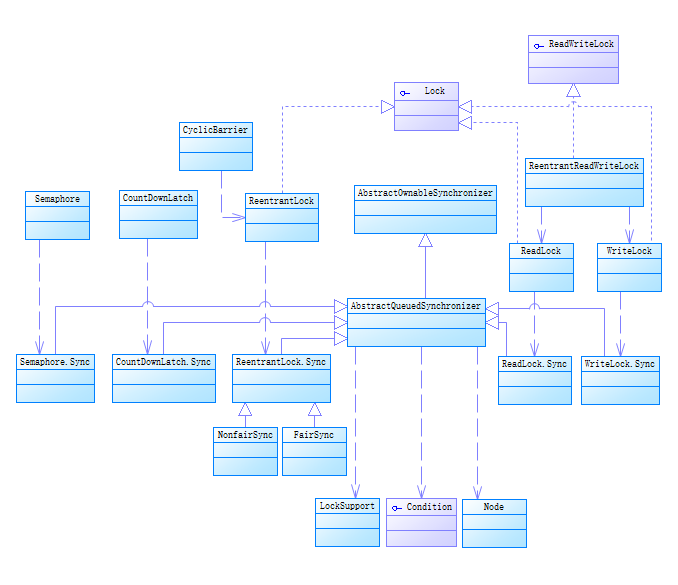 ReadWriteLock
Lock
CyclicBarrier
ReentrantReadWriteLock
Semaphore
CountDownLatch
ReentrantLock
AbstractOwnableSynchronizer
ReadLock
WriteLock
AbstractQueuedSynchronizer
Semaphore.Sync
CountDownLatch.Sync
ReentrantLock.Sync
ReadLock.Sync
WriteLock.Sync
NonfairSync
FairSync
LockSupport
Condition
Node